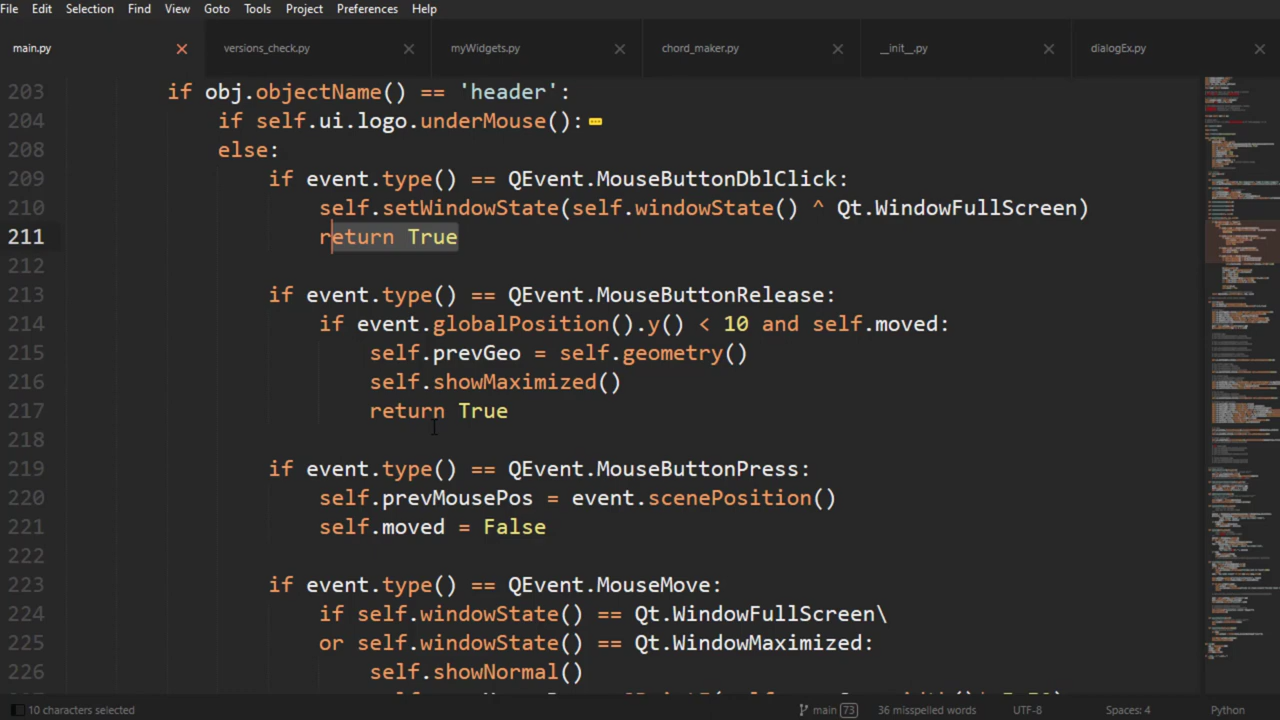 File Edit Selection Find View Goto Tools Project Preferences Help
main.py versions_check.py myWidgets.py chord_maker.py __init__.py dialogEx.py
203 if obj.objectName() == 'header':
204 if self.ui.logo.underMouse():
208 else:
209 if event.type() == QEvent.MouseButtonDblClick:
210 self.setWindowState(self.windowState() ^ Qt.WindowFullScreen)
211 return True
212
213 if event.type() == QEvent.MouseButtonRelease:
214 if event.globalPosition().y() < 10 and self.moved:
215 self.prevGeo = self.geometry()
216 self.showMaximized()
217 return True
218
219 if event.type() == QEvent.MouseButtonPress:
220 self.prevMousePos = event.scenePosition()
221 self.moved = False
222
223 if event.type() == QEvent.MouseMove:
224 if self.windowState() == Qt.WindowFullScreen\
225 or self.windowState() == Qt.WindowMaximized:
226 self.showNormal()
10 characters selected main 73 36 misspelled words UTF-8 Spaces: 4 Python